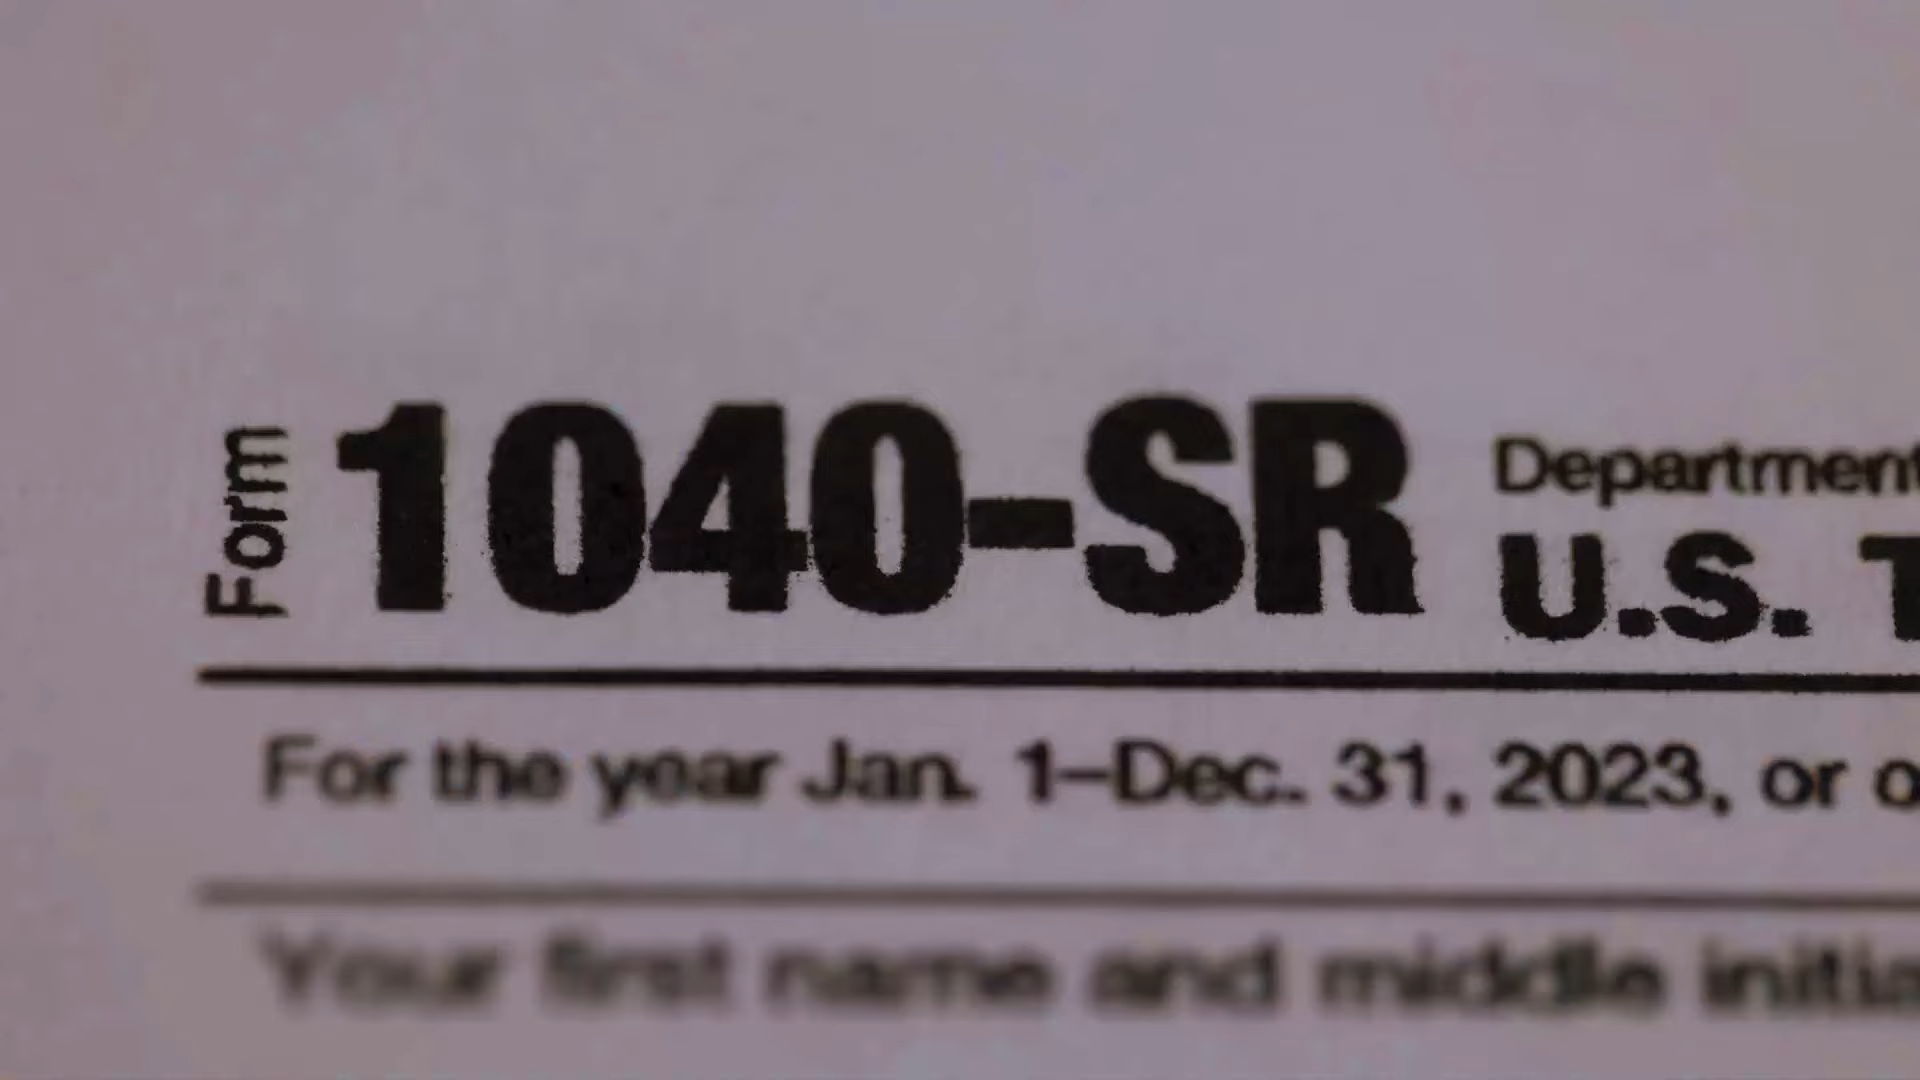 Form 1040-SR
Department
U.S.
For the year Jan. 1–Dec. 31, 2023, or
Your first name and middle